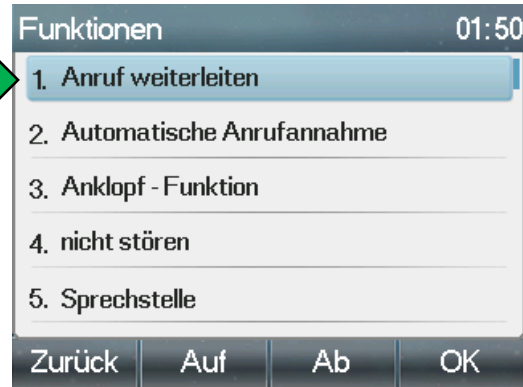 Funktionen 01:50
1. Anruf weiterleiten
2. Automatische Anrufannahme
3. Anklopf - Funktion
4. nicht stören
5. Sprechstelle
Zurück Auf Ab OK